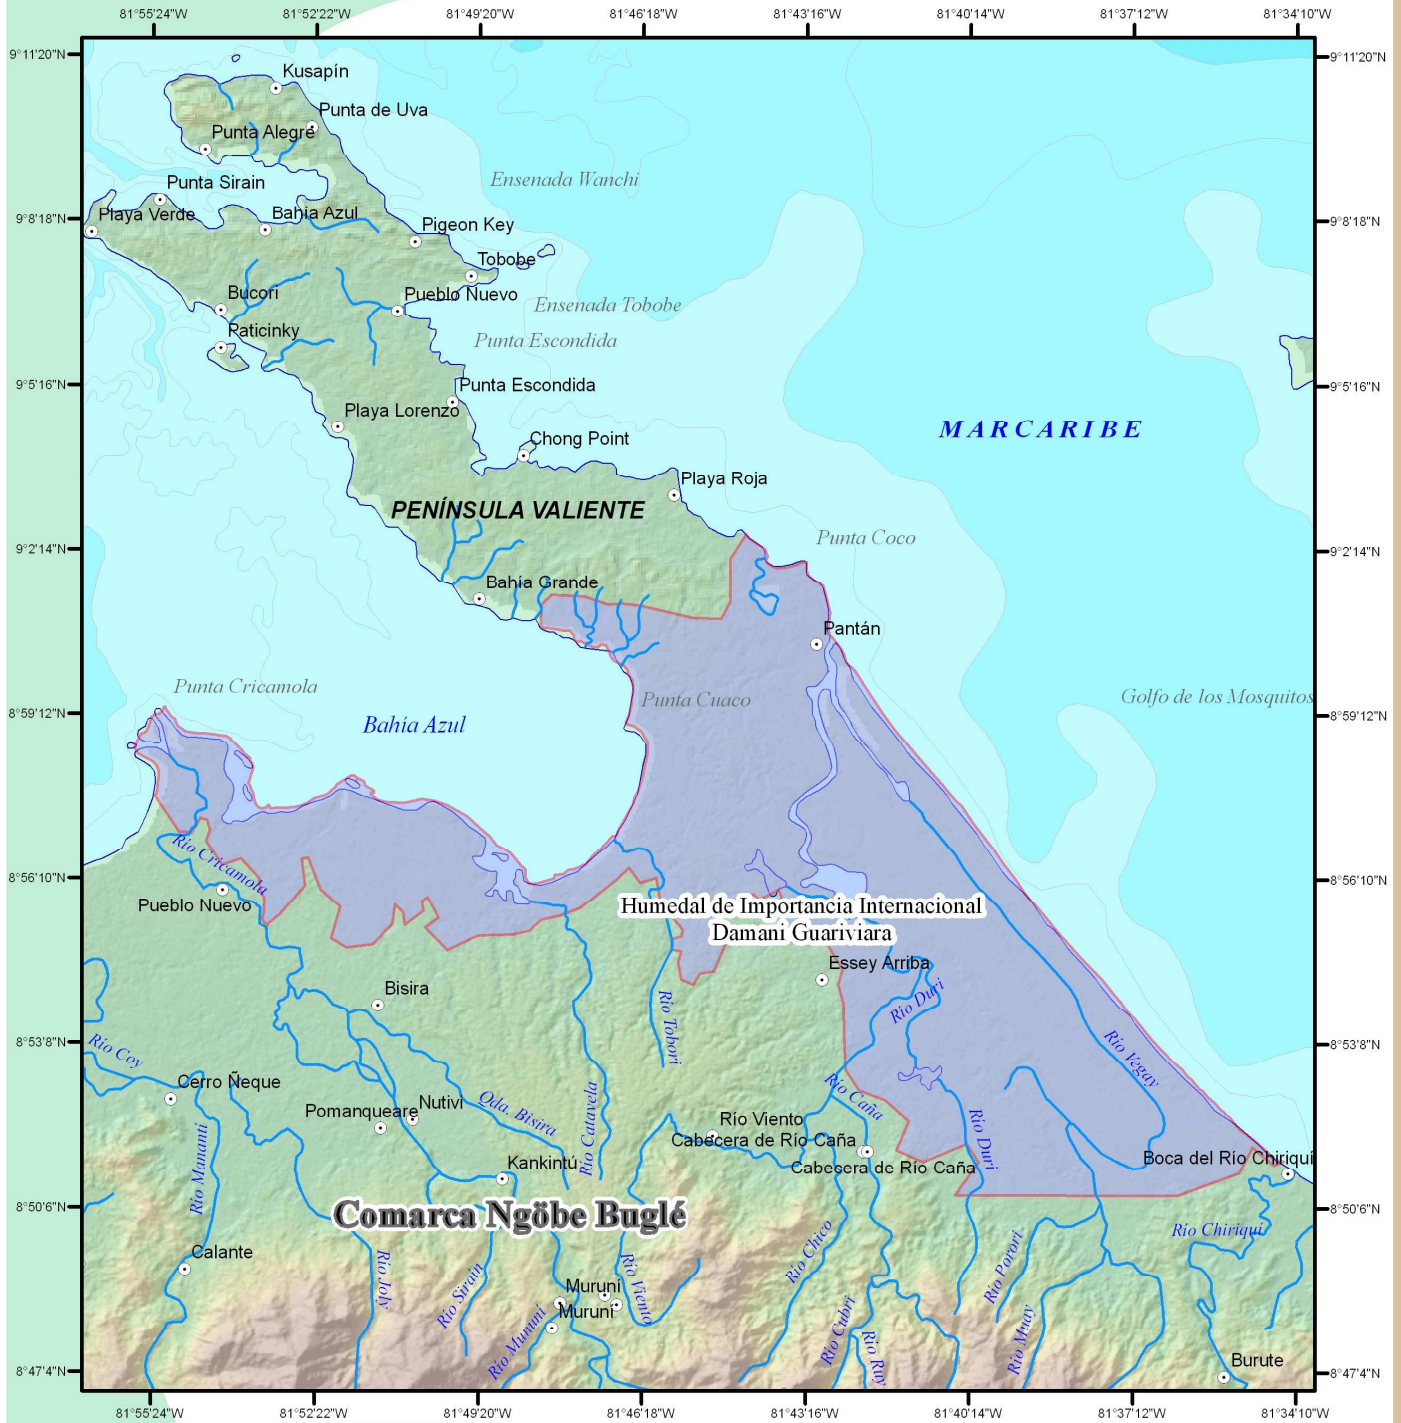 81°55'24"W
81°52'22"W
81°49'20"W
81°46'18"W
81°43'16"W
81°40'14"W
81°37'12"W
81°34'10"W
9°11'20"N
9°11'20"N
Kusapín
Punta de Uva
Punta Alegre
Ensenada Wanchi
Punta Sirain
Playa Verde
Bahía Azul
9°8'18"N
9°8'18"N
Pigeon Key
Tobobe
Bucori
Pueblo Nuevo
Ensenada Tobobe
Paticinky
Punta Escondida
9°5'16"N
9°5'16"N
Punta Escondida
Playa Lorenzo
MARCARIBE
Chong Point
Playa Roja
PENÍNSULA VALIENTE
Punta Coco
9°2'14"N
9°2'14"N
Bahía Grande
Pantán
Punta Cricamola
Punta Cuaco
Golfo de los Mosquitos
8°59'12"N
8°59'12"N
Bahía Azul
Río Cricamola
8°56'10"N
8°56'10"N
Pueblo Nuevo
Humedal de Importancia Internacional
Damani Guariviara
Essey Arriba
Bisira
Río Duri
Río Tobori
8°53'8"N
8°53'8"N
Río Coy
Río Vegay
Cerro Ñeque
Pomanqueare
Nutivi
Qda. Bisira
Río Catavela
Río Caña
Río Viento
Cabecera de Río Caña
Cabecera de Río Caña
Río Duri
Boca del Río Chiriquí
Río Manantí
Kankintú
8°50'6"N
8°50'6"N
Comarca Ngöbe Buglé
Río Chiriquí
Calante
Río Joly
Río Sirain
Río Viento
Río Chico
Río Porori
Muruní
Muruní
Río Mununí
Río Cubri
Río Ruy
Río Muay
Burute
8°47'4"N
8°47'4"N
81°55'24"W
81°52'22"W
81°49'20"W
81°46'18"W
81°43'16"W
81°40'14"W
81°37'12"W
81°34'10"W